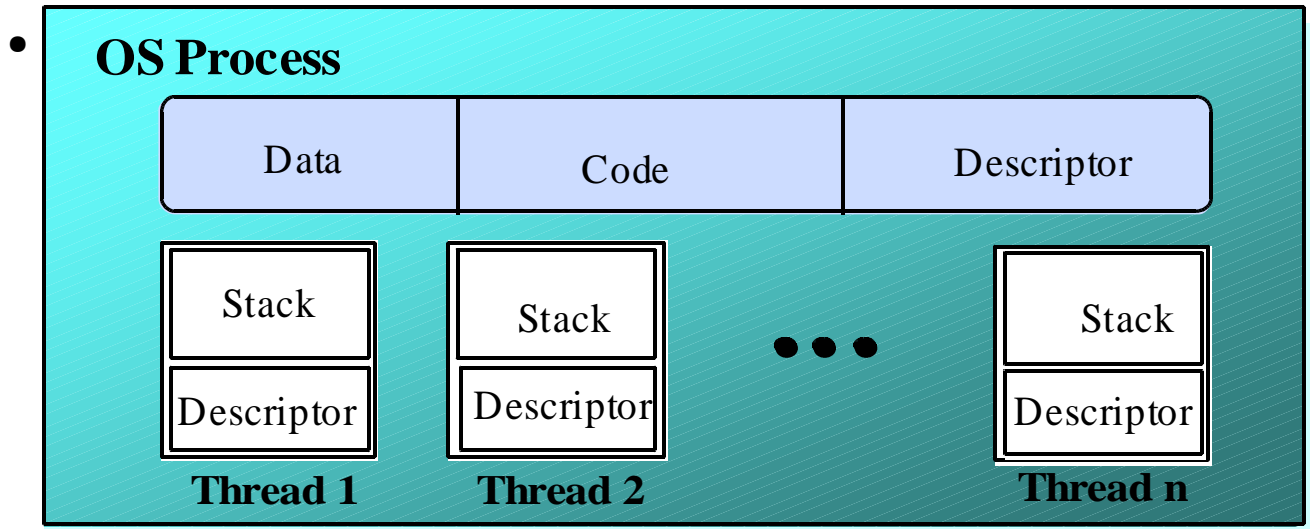 • OS Process
Data Code Descriptor
Stack Stack ••• Stack
Descriptor Descriptor Descriptor
Thread 1 Thread 2 Thread n